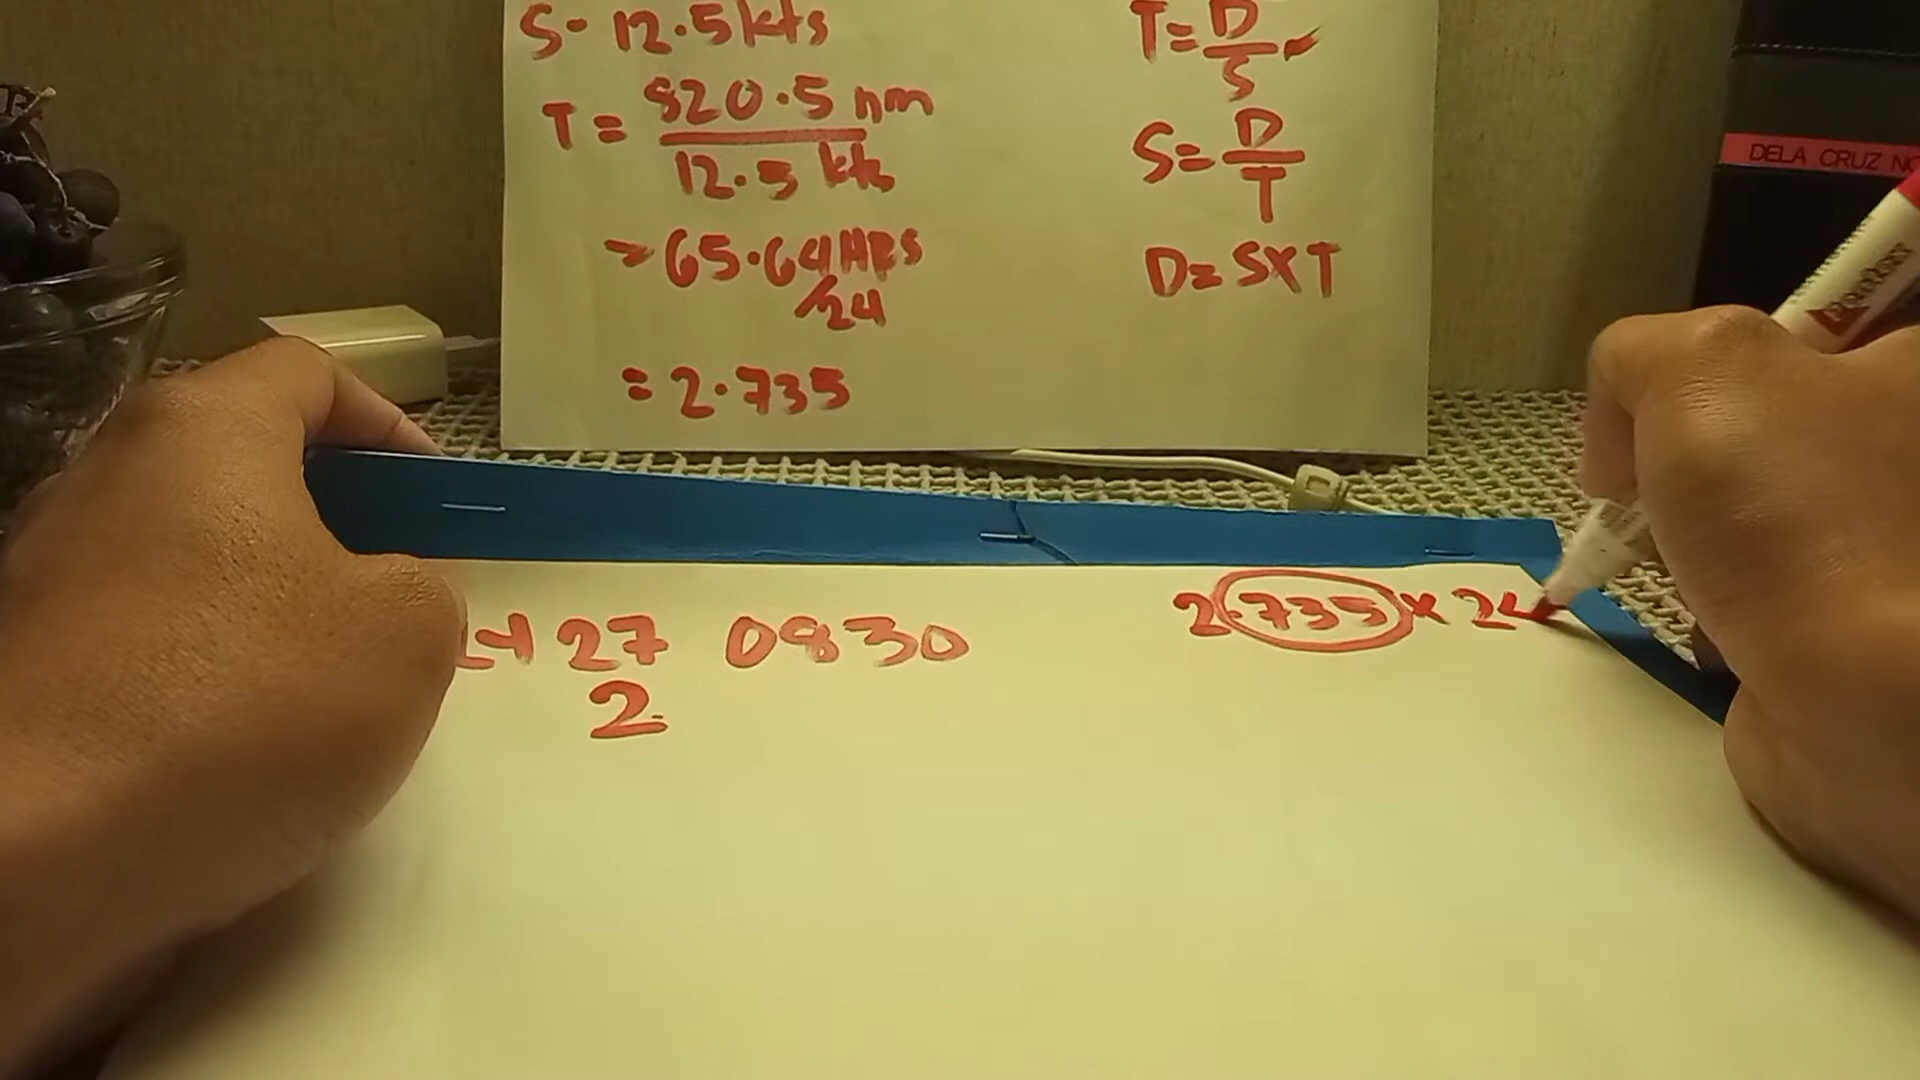 S- 12.5 kts
T = 820.5 nm
12.5 kts
= 65.64 HRS
/24
= 2.735
T = D
S
S = D
T
D = S X T
DELA CRUZ
27 0830
2
2.735 x 24